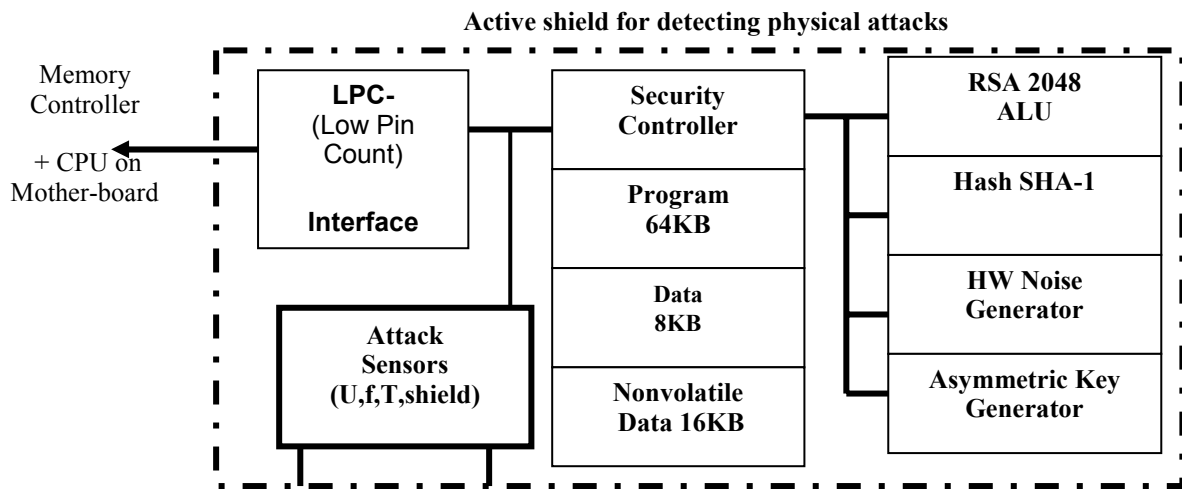 Active shield for detecting physical attacks
Memory
Controller
+ CPU on
Mother-board
LPC-
(Low Pin
Count)
Interface
Attack
Sensors
(U,f,T,shield)
Security
Controller
Program
64KB
Data
8KB
Nonvolatile
Data 16KB
RSA 2048
ALU
Hash SHA-1
HW Noise
Generator
Asymmetric Key
Generator